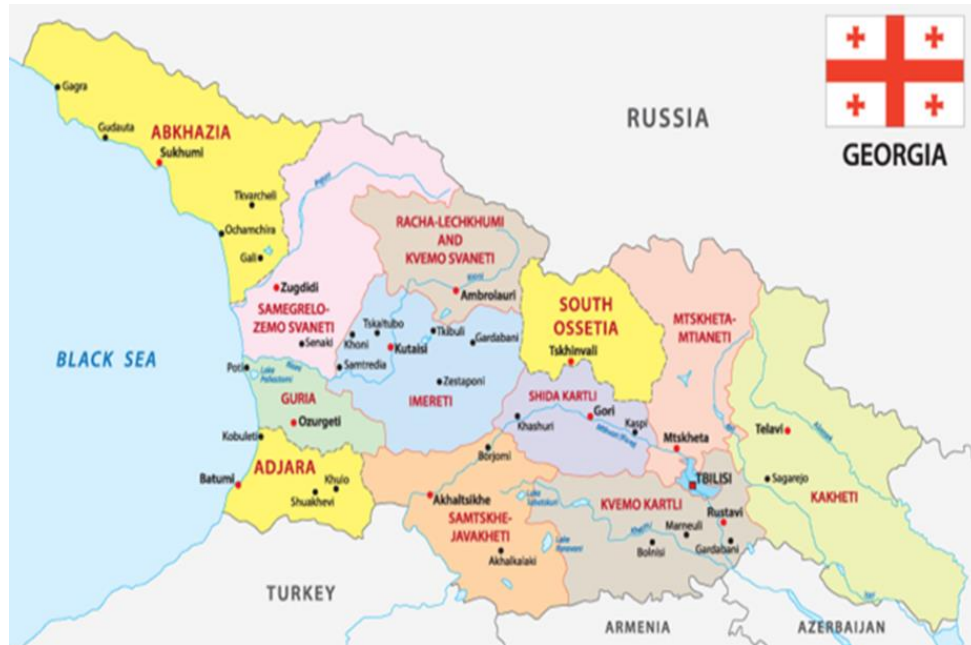 RUSSIA
GEORGIA
Gagra
Gudauta
ABKHAZIA
Sukhumi
Tkvarcheli
Ochamchira
Gali
RACHA-LECHKHUMI
AND
KVEMO SVANETI
Ambrolauri
Zugdidi
SAMEGRELO-
ZEMO SVANETI
Senaki
SOUTH
OSSETIA
Tskhinvali
MTSKHETA-
MTIANETI
BLACK SEA
Tskaltubo
Khoni
Kutaisi
Tkibuli
Gardabani
Samtredia
Zestaponi
IMERETI
Poti
Lake
GURIA
Ozurgeti
Kobuleti
SHIDA KARTLI
Gori
Khashuri
Kaspi
Mtskheta
Telavi
Sagarejo
KAKHETI
ADJARA
Batumi
Khulo
Shuakhevi
Borjomi
Akhaltsikhe
SAMTSKHE-
JAVAKHETI
Akhalkalaki
Lake
Lake
TBILISI
KVEMO KARTLI
Rustavi
Marneuli
Bolnisi
Gardabani
TURKEY
ARMENIA
AZERBAIJAN